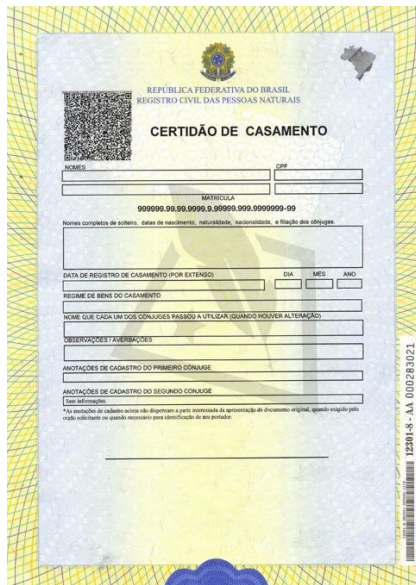 REPÚBLICA FEDERATIVA DO BRASIL
REGISTRO CIVIL DAS PESSOAS NATURAIS
CERTIDÃO DE CASAMENTO
NOMES
CPF
MATRICULA
999999.99.99.9999.9.99999.999.9999999-99
Nomes completos de solteiro, datas de nascimento, naturalidade, nacionalidade, e filiação dos cônjuges.
DATA DE REGISTRO DE CASAMENTO (POR EXTENSO)
DIA MÊS ANO
REGIME DE BENS DO CASAMENTO
NOME QUE CADA UM DOS CÔNJUGES PASSOU A UTILIZAR (QUANDO HOUVER ALTERAÇÃO)
OBSERVAÇÕES / AVERBAÇÕES
ANOTAÇÕES DE CADASTRO DO PRIMEIRO CÔNJUGE
ANOTAÇÕES DE CADASTRO DO SEGUNDO CONJUGE
Sem informações.
*As anotações de cadastro acima não dispensam a parte interessada da apresentação do documento original, quando exigido pelo
orgão solicitante ou quando necessário para identificação de seu portador.
12301-8 - AA 000283021